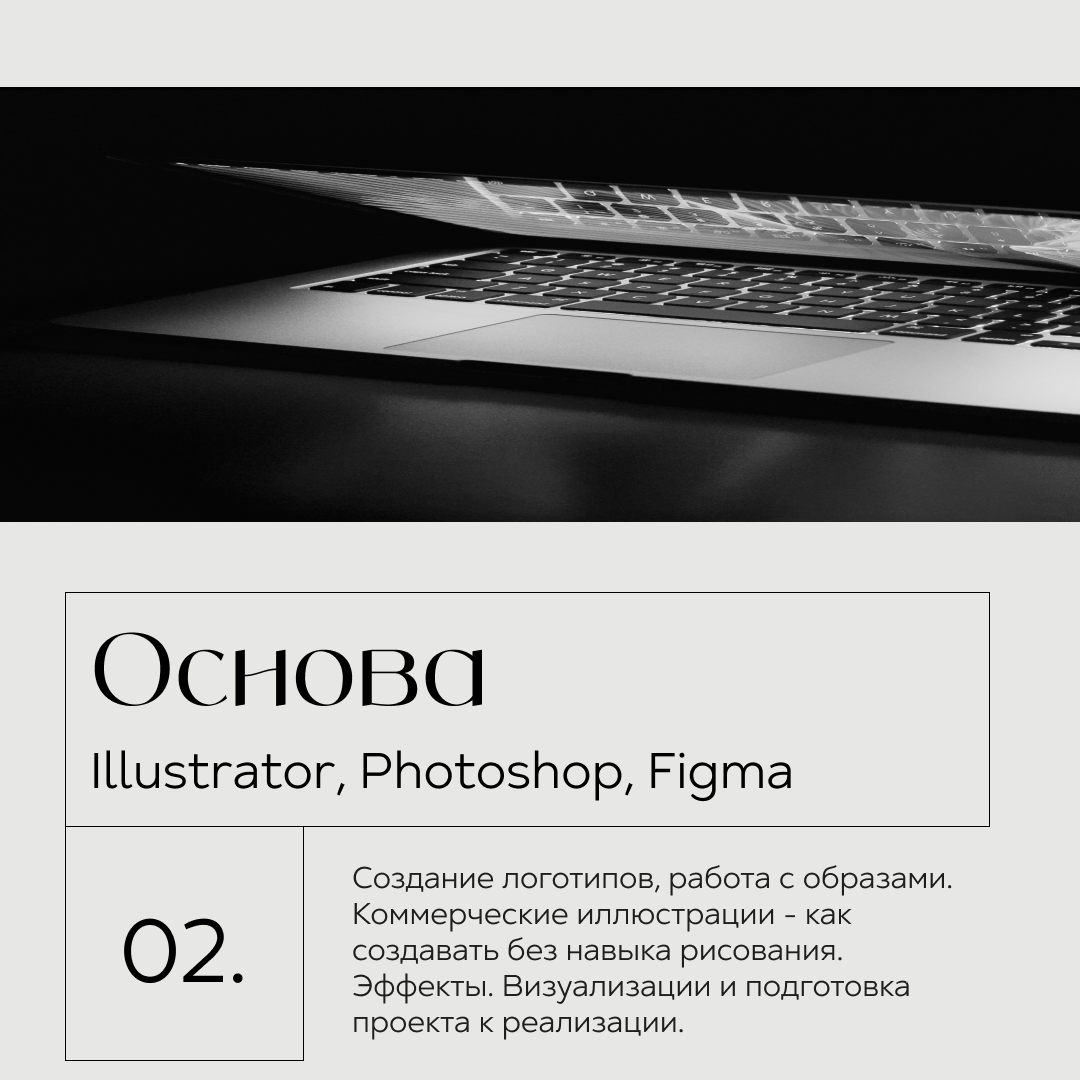 Основа
Illustrator, Photoshop, Figma
02.
Создание логотипов, работа с образами.
Коммерческие иллюстрации - как
создавать без навыка рисования.
Эффекты. Визуализации и подготовка
проекта к реализации.